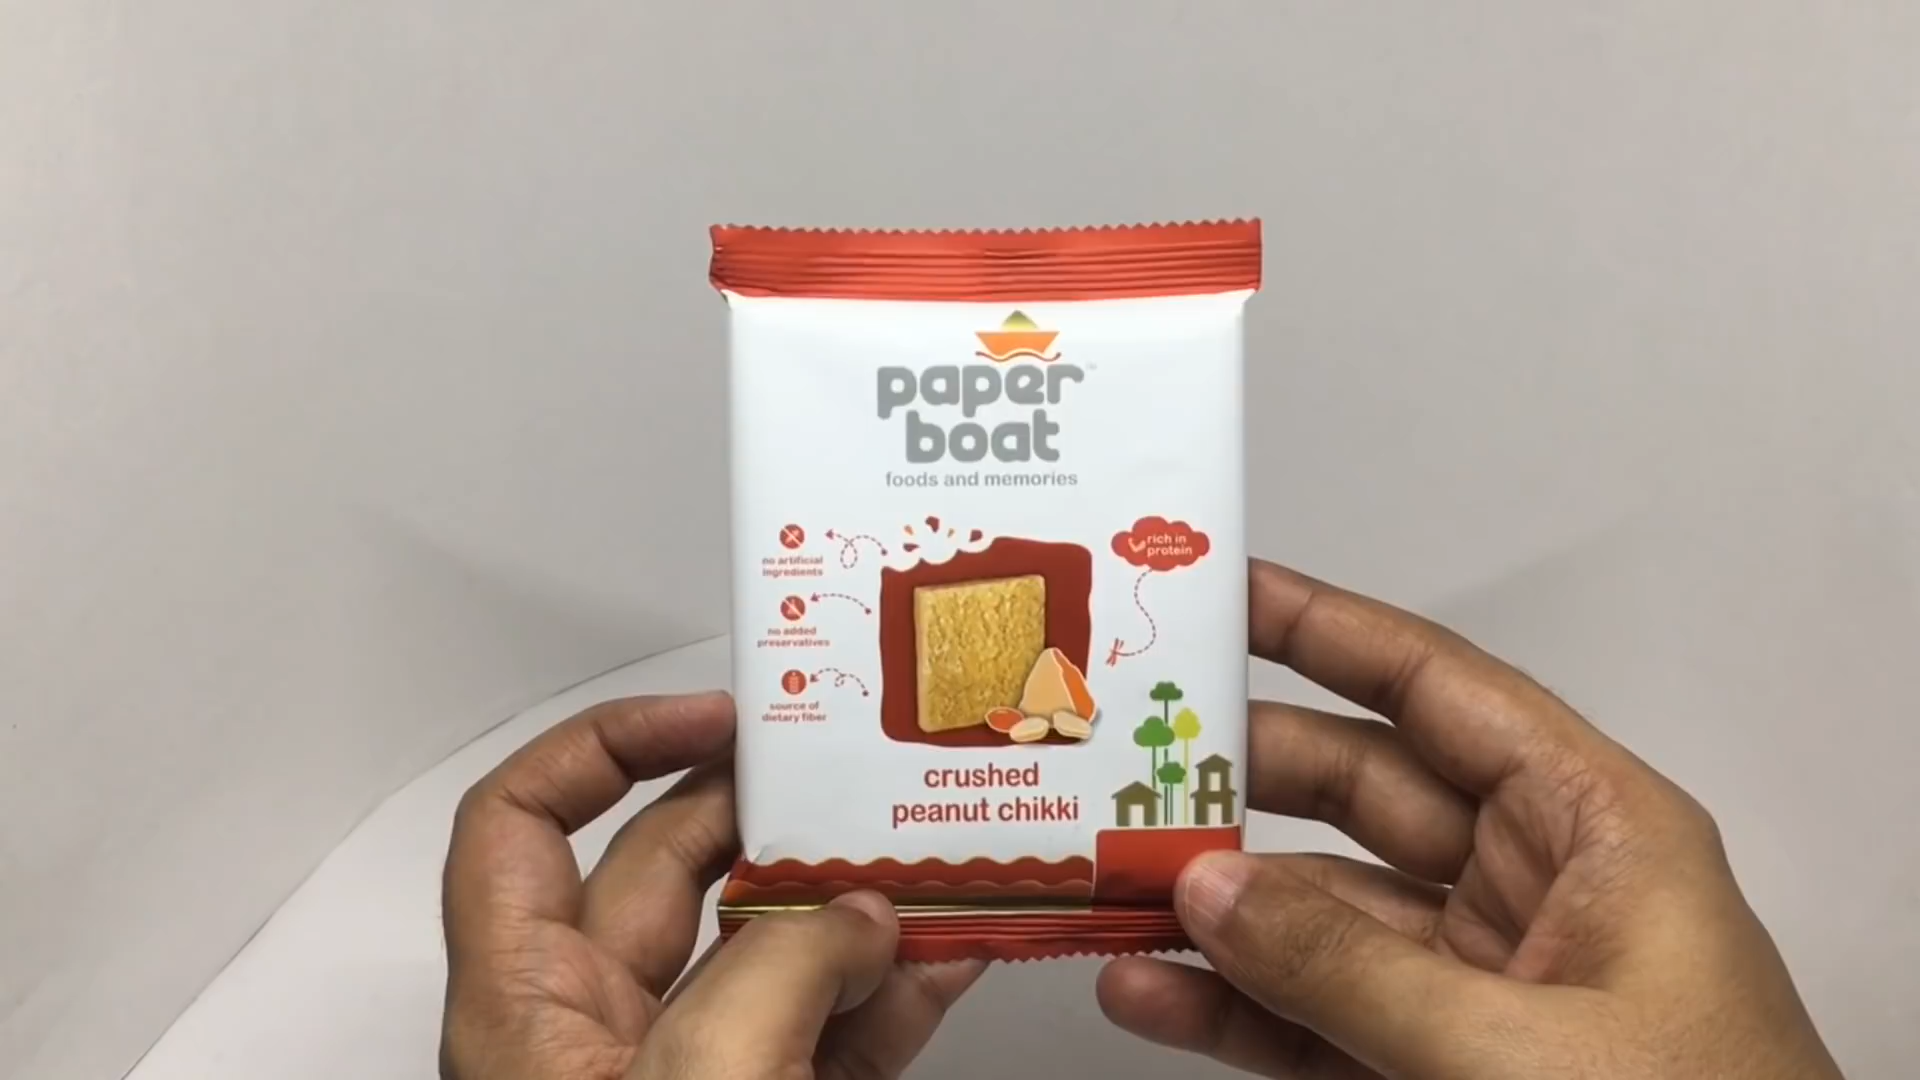 paper
boat
TM
foods and memories
no artificial
ingredients
no added
preservatives
source of
dietary fiber
rich in
protein
crushed
peanut chikki